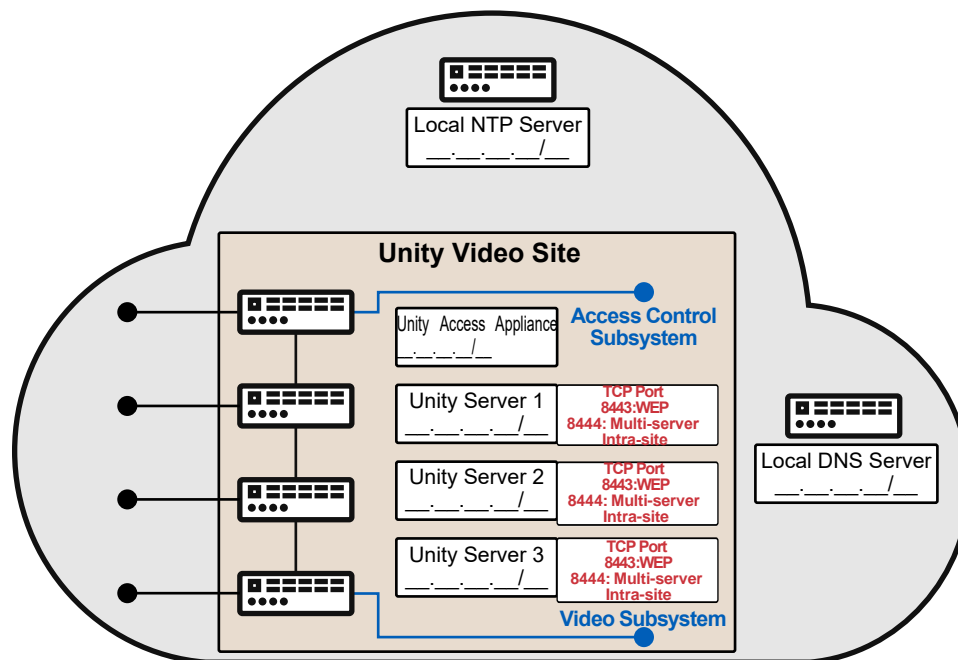 Local NTP Server
__.__.__.__/__
Unity Video Site
Access Control
Subsystem
Unity Access Appliance
__.__.__.__/__
Unity Server 1
__.__.__.__/__
TCP Port
8443:WEP
8444: Multi-server
Intra-site
Local DNS Server
__.__.__.__/__
Unity Server 2
__.__.__.__/__
TCP Port
8443:WEP
8444: Multi-server
Intra-site
Unity Server 3
__.__.__.__/__
TCP Port
8443:WEP
8444: Multi-server
Intra-site
Video Subsystem